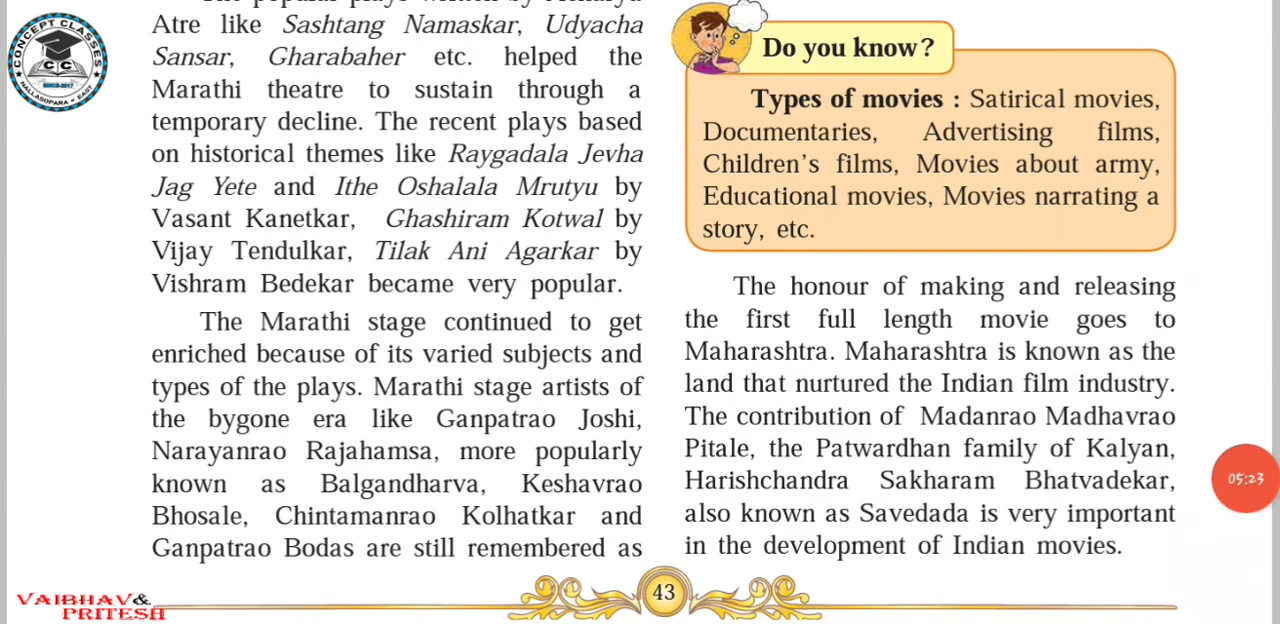 Atre like Sashtang Namaskar, Udyacha
Sansar, Gharabaher etc. helped the
Marathi theatre to sustain through a
temporary decline. The recent plays based
on historical themes like Raygadala Jevha
Jag Yete and Ithe Oshalala Mrutyu by
Vasant Kanetkar, Ghashiram Kotwal by
Vijay Tendulkar, Tilak Ani Agarkar by
Vishram Bedekar became very popular.
The Marathi stage continued to get
enriched because of its varied subjects and
types of the plays. Marathi stage artists of
the bygone era like Ganpatrao Joshi,
Narayanrao Rajahamsa, more popularly
known as Balgandharva, Keshavrao
Bhosale, Chintamanrao Kolhatkar and
Ganpatrao Bodas are still remembered as
Do you know?
Types of movies : Satirical movies,
Documentaries, Advertising films,
Children's films, Movies about army,
Educational movies, Movies narrating a
story, etc.
The honour of making and releasing
the first full length movie goes to
Maharashtra. Maharashtra is known as the
land that nurtured the Indian film industry.
The contribution of Madanrao Madhavrao
Pitale, the Patwardhan family of Kalyan,
Harishchandra Sakharam Bhatvadekar,
also known as Savedada is very important
in the development of Indian movies.
43
CONCEPT CLASSES
CC
SINCE-2017
NALLASOPARA - EAST
VAIBHAV&
PRITESH
05:23